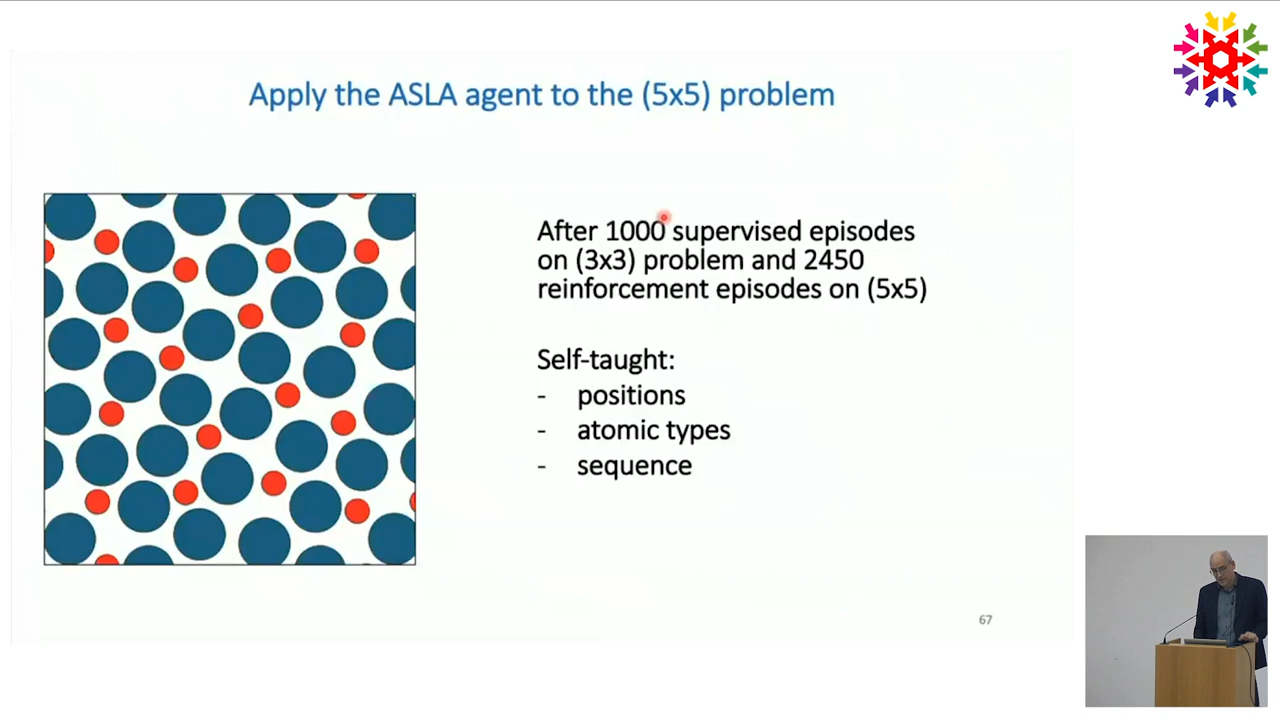 Apply the ASLA agent to the (5x5) problem
After 1000 supervised episodes
on (3x3) problem and 2450
reinforcement episodes on (5x5)
Self-taught:
- positions
- atomic types
- sequence
67